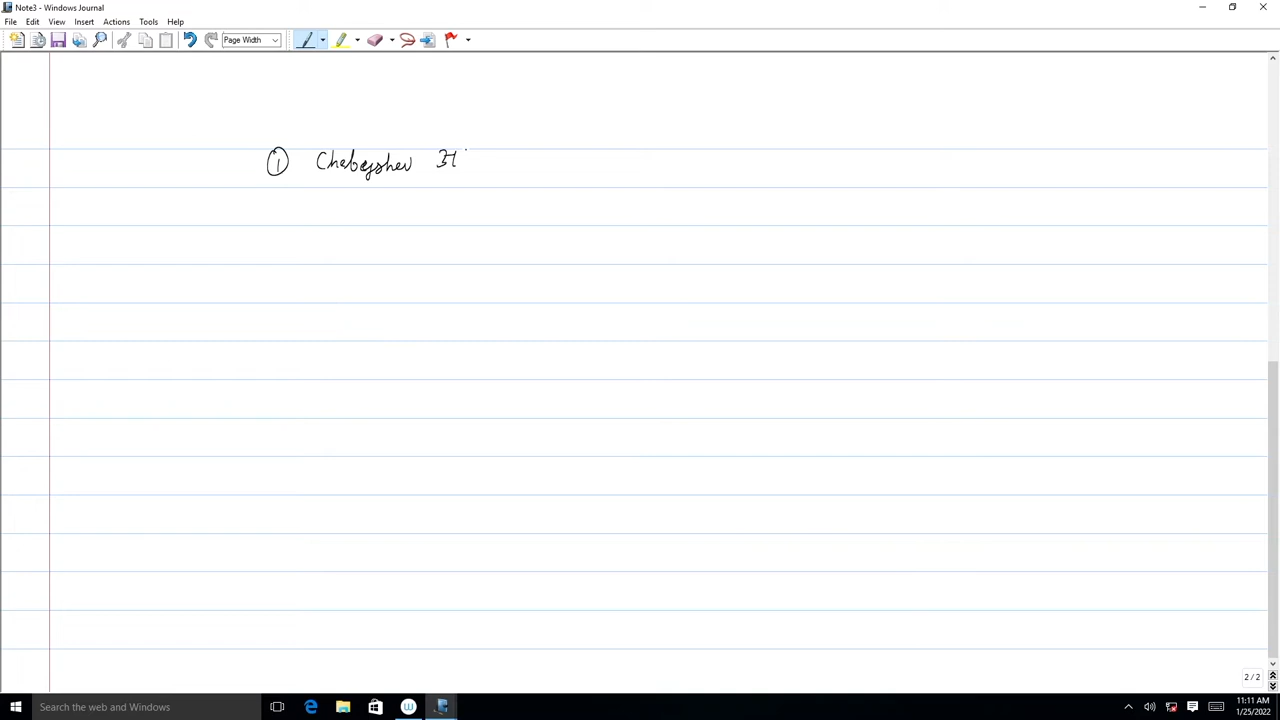 Note3 - Windows Journal
File Edit View Insert Actions Tools Help
Page Width
① Chebeyshev
2/2
Search the web and Windows
11:11 AM
1/25/2022